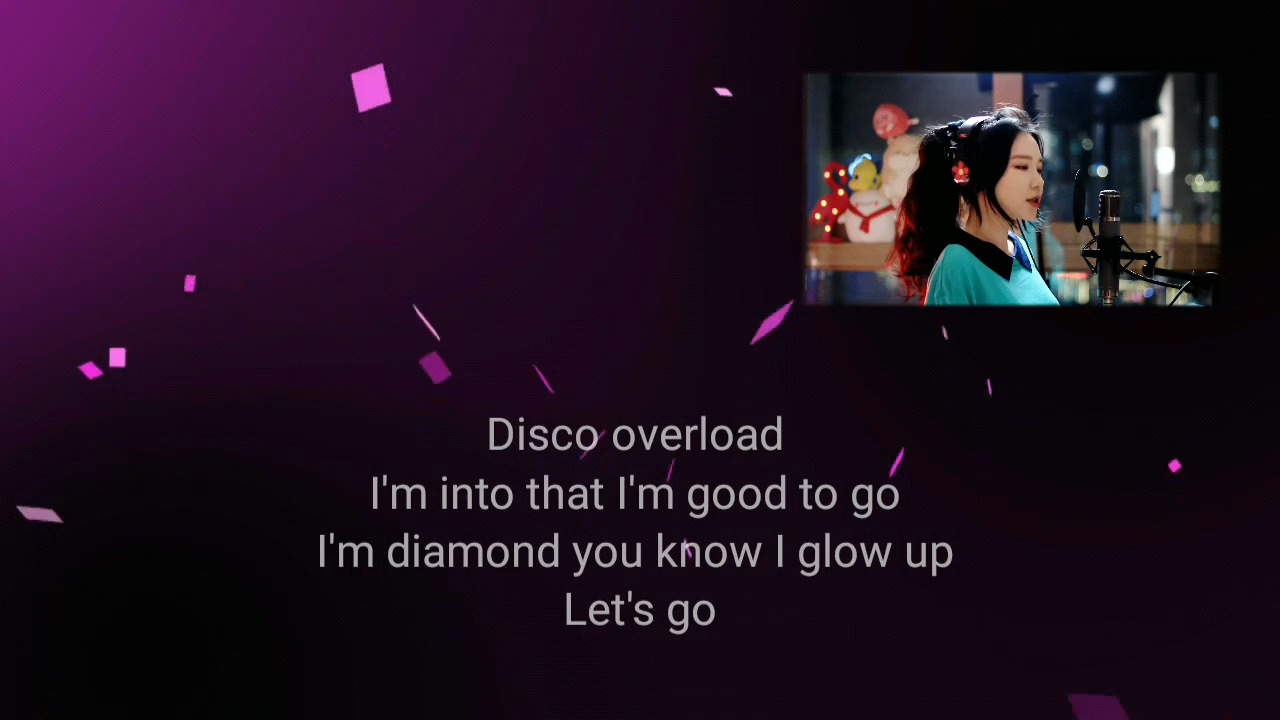 Disco overload
I'm into that I'm good to go
I'm diamond you know I glow up
Let's go